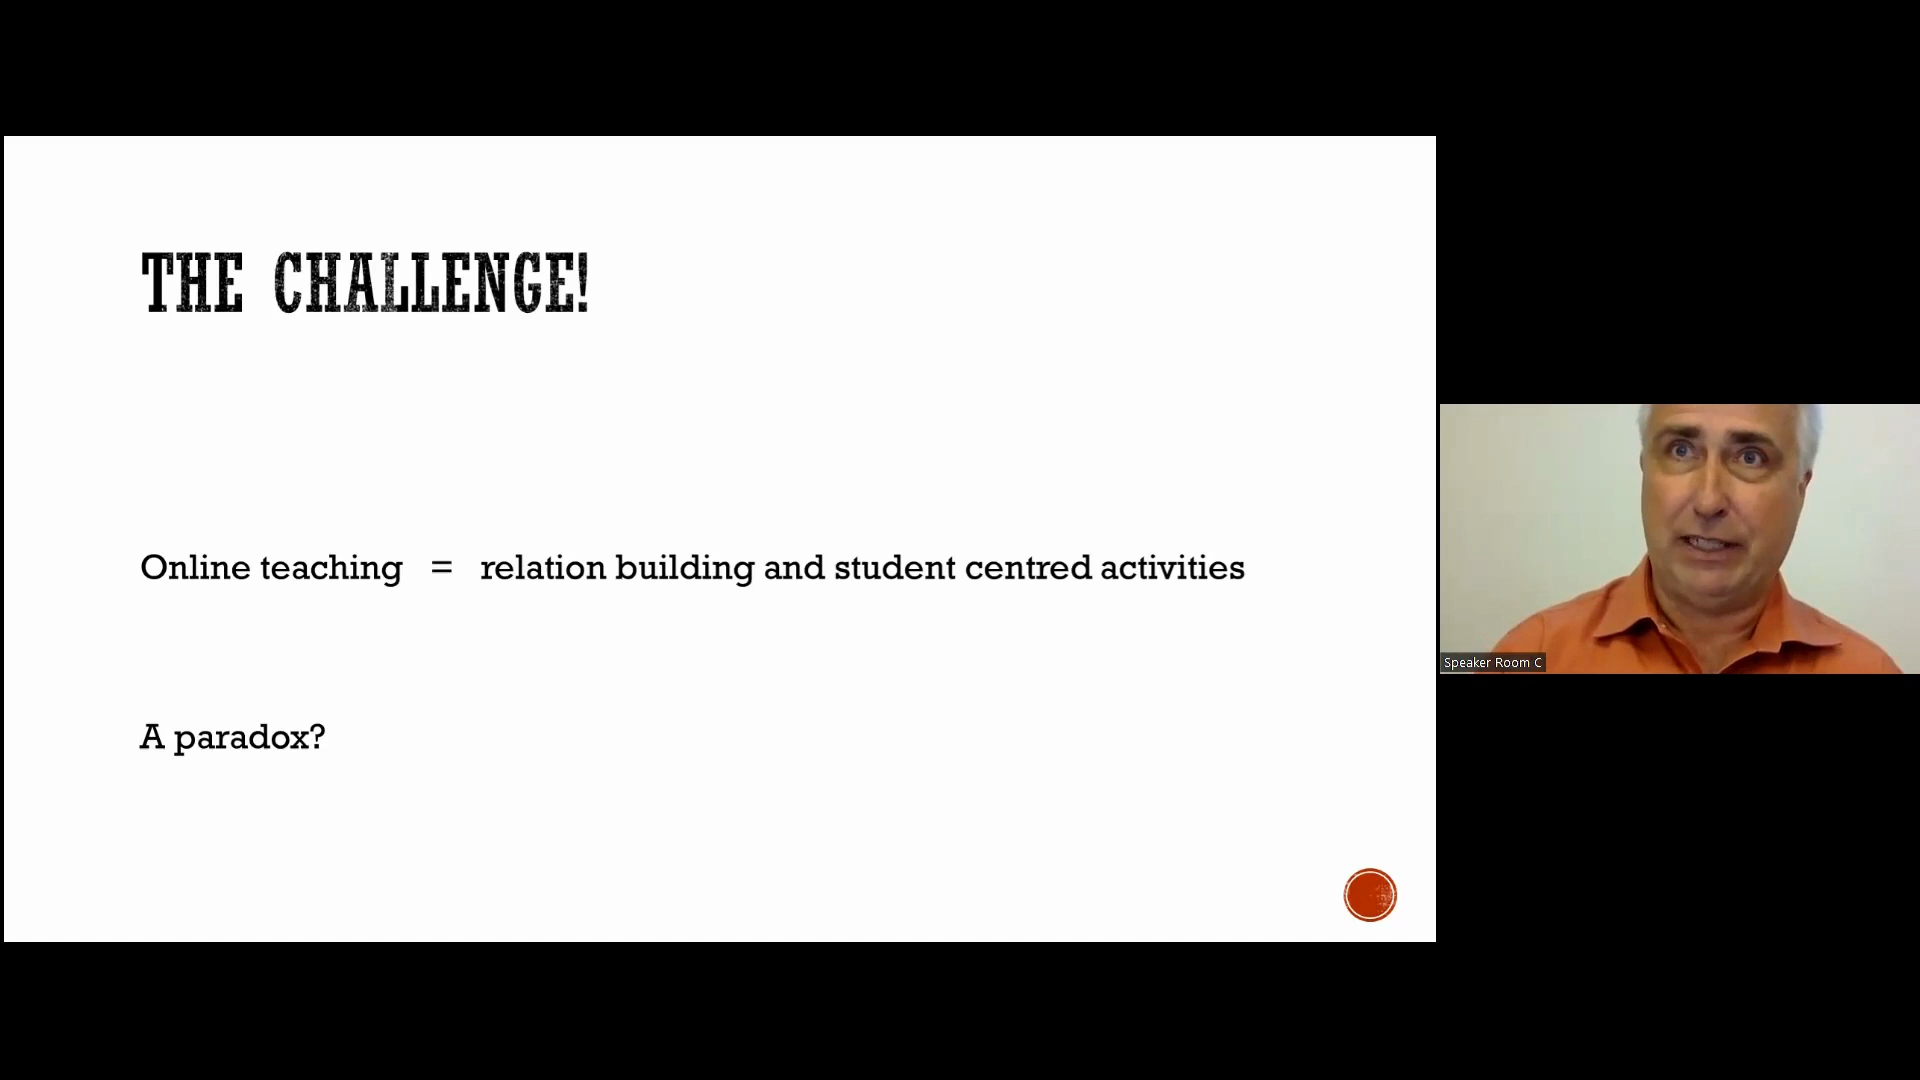 THE CHALLENGE!
Online teaching = relation building and student centred activities
A paradox?
Speaker Room C